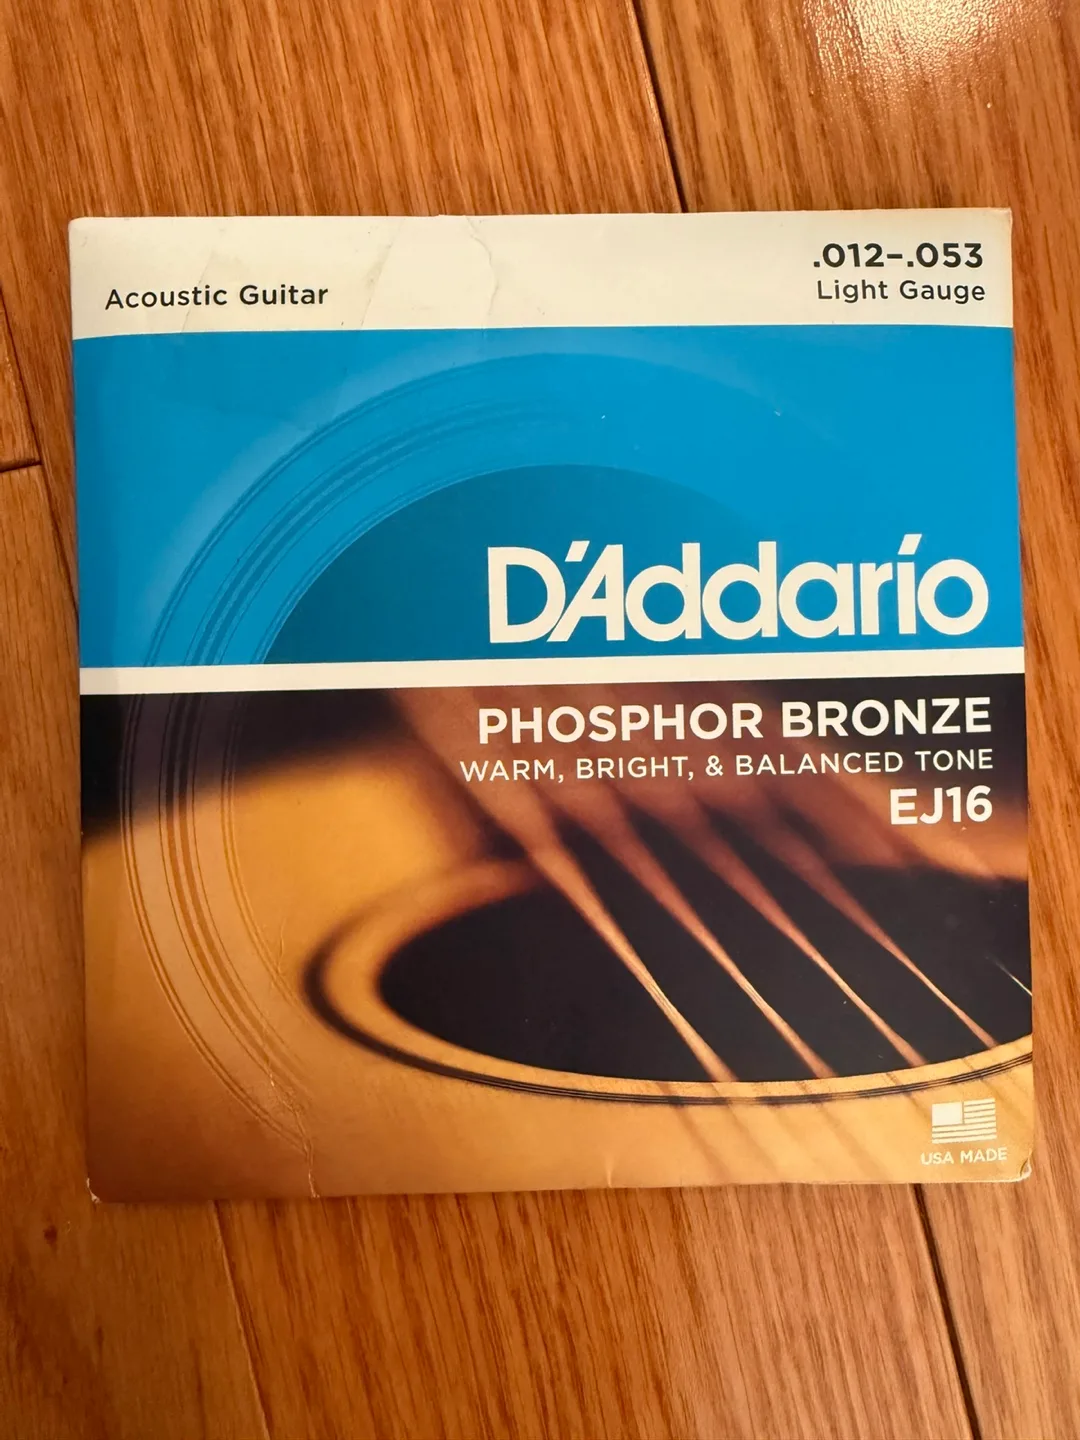 Acoustic Guitar
.012–.053
Light Gauge
D'Addario
PHOSPHOR BRONZE
WARM, BRIGHT, & BALANCED TONE
EJ16
USA MADE